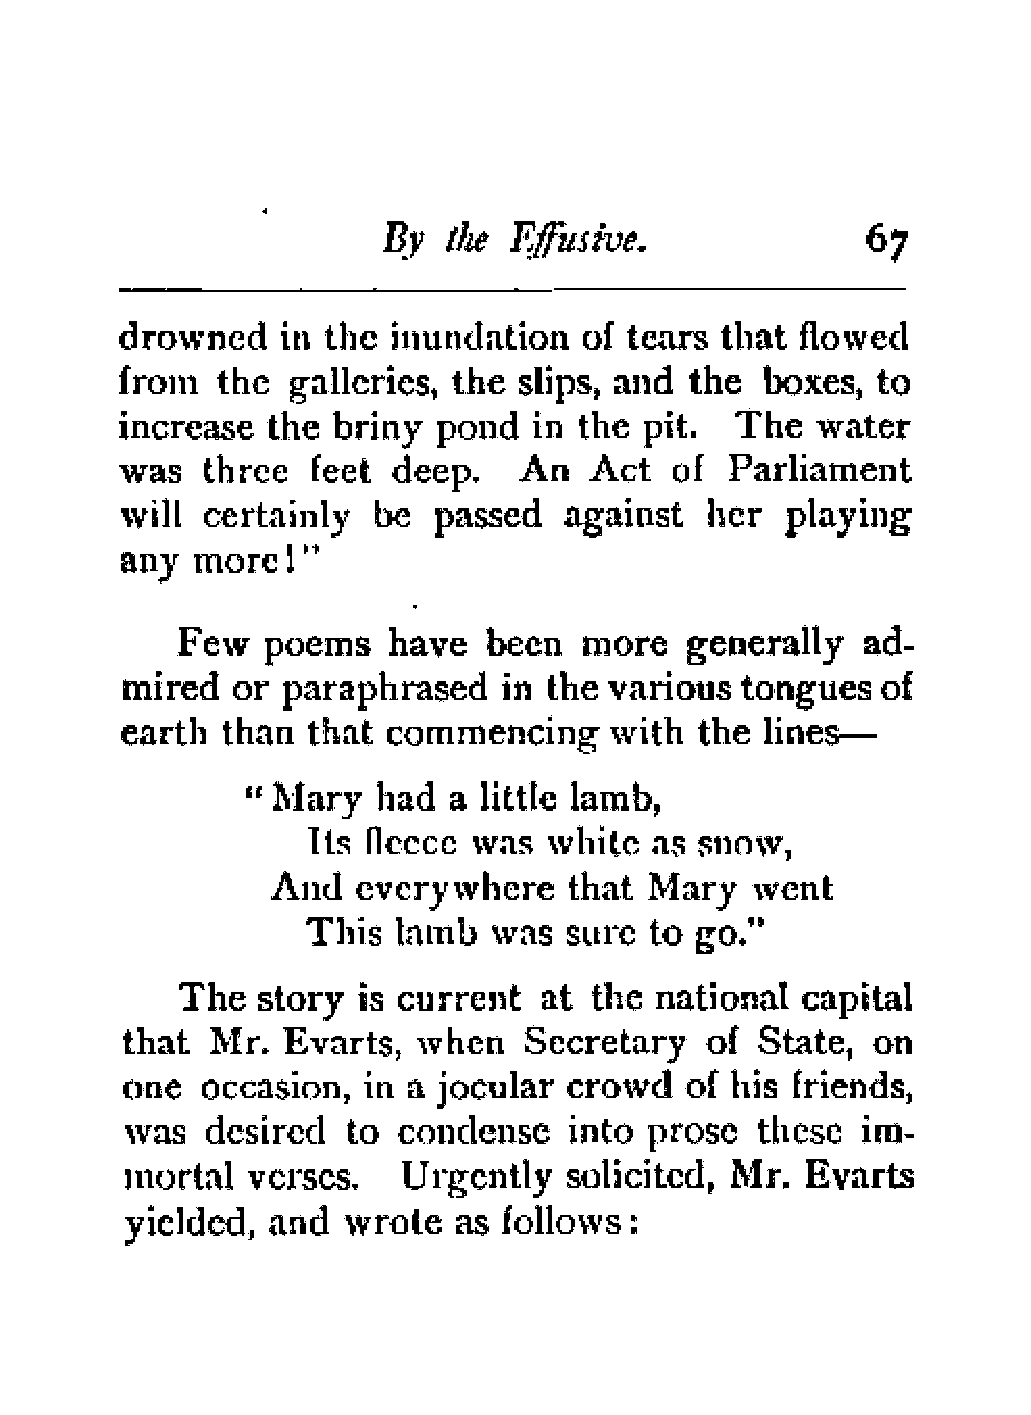 By the Effusive. 67
drowned in the inundation of tears that flowed
from the galleries, the slips, and the boxes, to
increase the briny pond in the pit. The water
was three feet deep. An Act of Parliament
will certainly be passed against her playing
any more!"
Few poems have been more generally ad-
mired or paraphrased in the various tongues of
earth than that commencing with the lines—
"Mary had a little lamb,
Its fleece was white as snow,
And everywhere that Mary went
This lamb was sure to go."
The story is current at the national capital
that Mr. Evarts, when Secretary of State, on
one occasion, in a jocular crowd of his friends,
was desired to condense into prose these im-
mortal verses. Urgently solicited, Mr. Evarts
yielded, and wrote as follows: